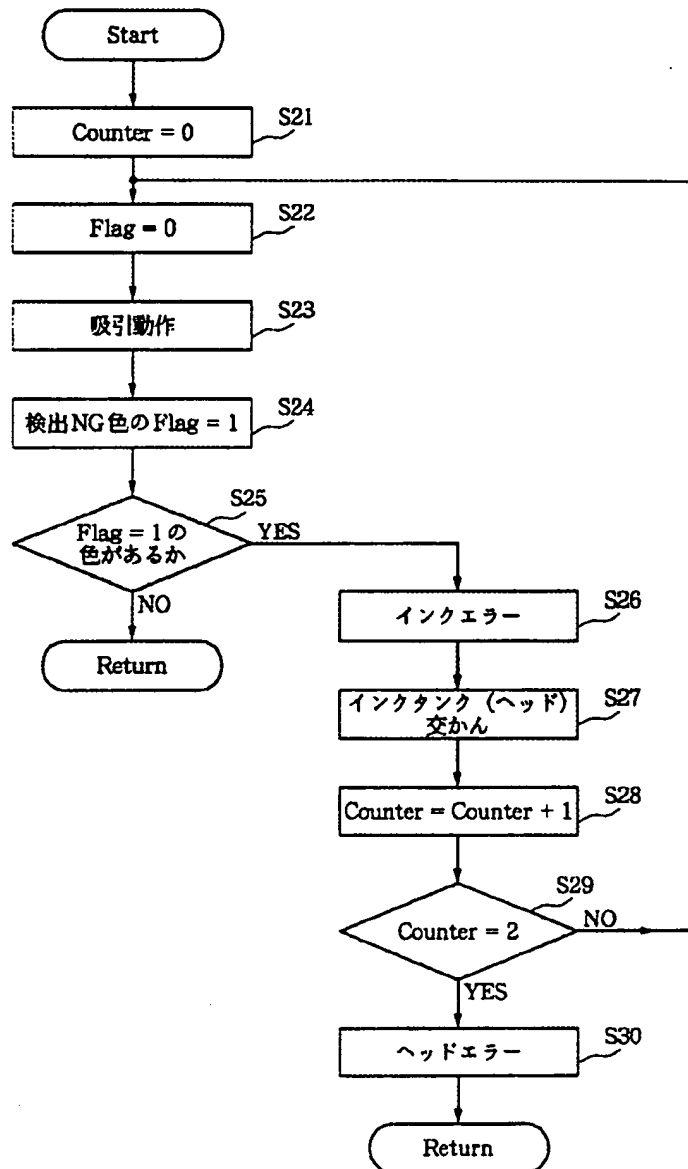 Start
Counter = 0
S21
Flag = 0
S22
吸引動作
S23
検出NG色のFlag = 1
S24
Flag = 1の
色があるか
S25
YES
NO
Return
インクエラー
S26
インクタンク（ヘッド）
交かん
S27
Counter = Counter + 1
S28
Counter = 2
S29
NO
YES
ヘッドエラー
S30
Return